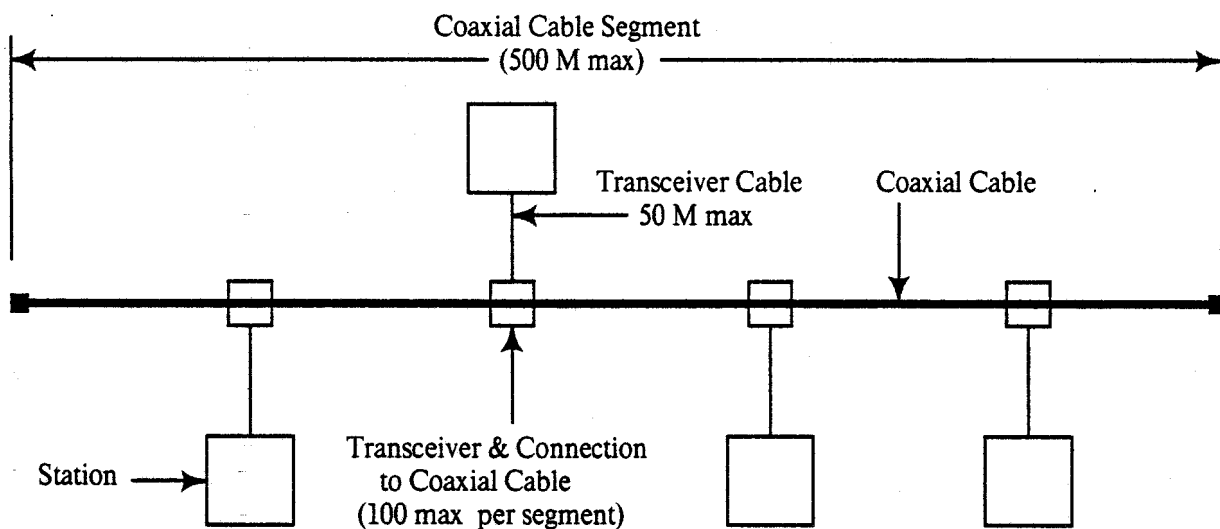 Coaxial Cable Segment
(500 M max)
Transceiver Cable
50 M max
Coaxial Cable
Station
Transceiver & Connection
to Coaxial Cable
(100 max per segment)